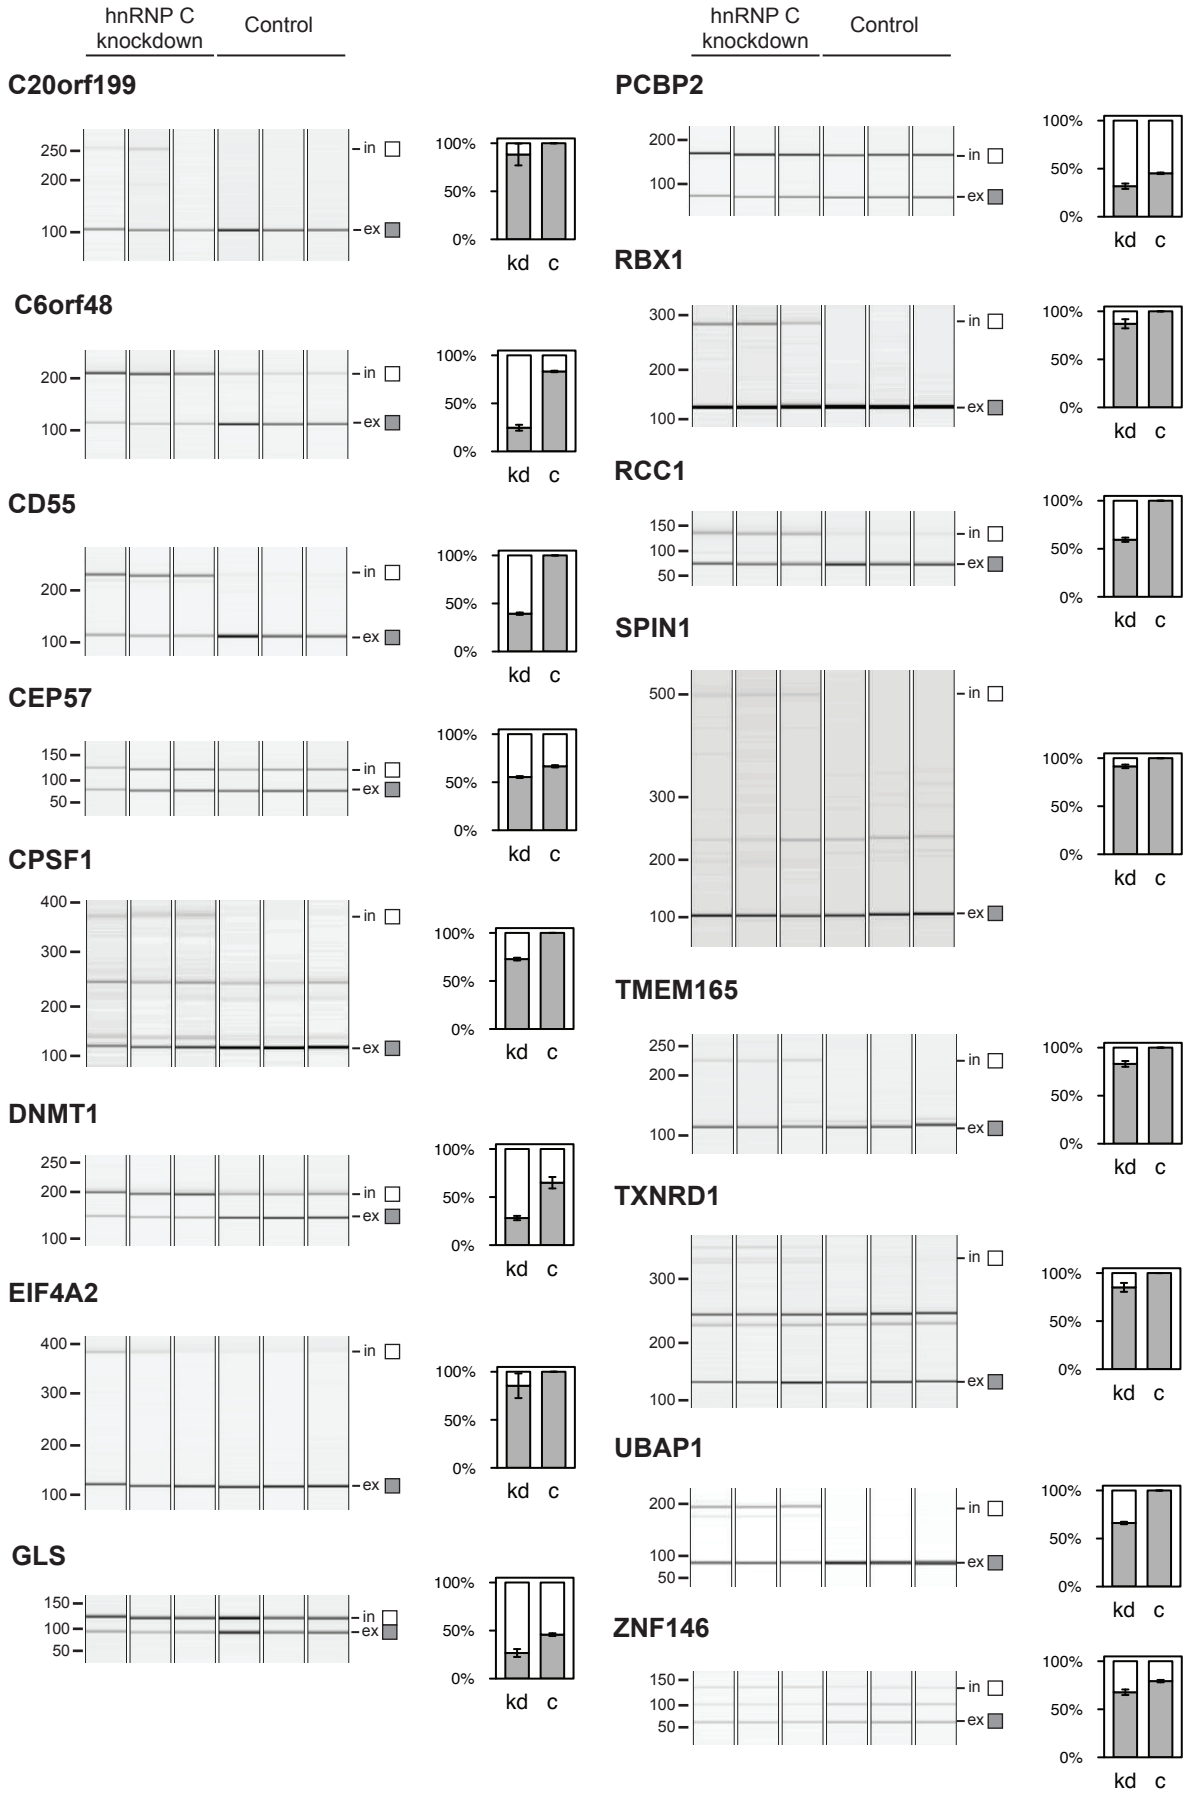 hnRNP C
knockdown
Control
C20orf199
250
200
100
in
ex
100%
50%
0%
kd c
C6orf48
200
100
in
ex
100%
50%
0%
kd c
CD55
200
100
in
ex
100%
50%
0%
kd c
CEP57
150
100
50
in
ex
100%
50%
0%
kd c
CPSF1
400
300
200
100
in
ex
100%
50%
0%
kd c
DNMT1
250
200
100
in
ex
100%
50%
0%
kd c
EIF4A2
400
300
200
100
in
ex
100%
50%
0%
kd c
GLS
150
100
50
in
ex
100%
50%
0%
kd c
hnRNP C
knockdown
Control
PCBP2
200
100
in
ex
100%
50%
0%
kd c
RBX1
300
200
100
in
ex
100%
50%
0%
kd c
RCC1
150
100
50
in
ex
100%
50%
0%
kd c
SPIN1
500
300
200
100
in
ex
100%
50%
0%
kd c
TMEM165
250
200
100
in
ex
100%
50%
0%
kd c
TXNRD1
300
200
100
in
ex
100%
50%
0%
kd c
UBAP1
200
100
50
in
ex
100%
50%
0%
kd c
ZNF146
150
100
50
in
ex
100%
50%
0%
kd c